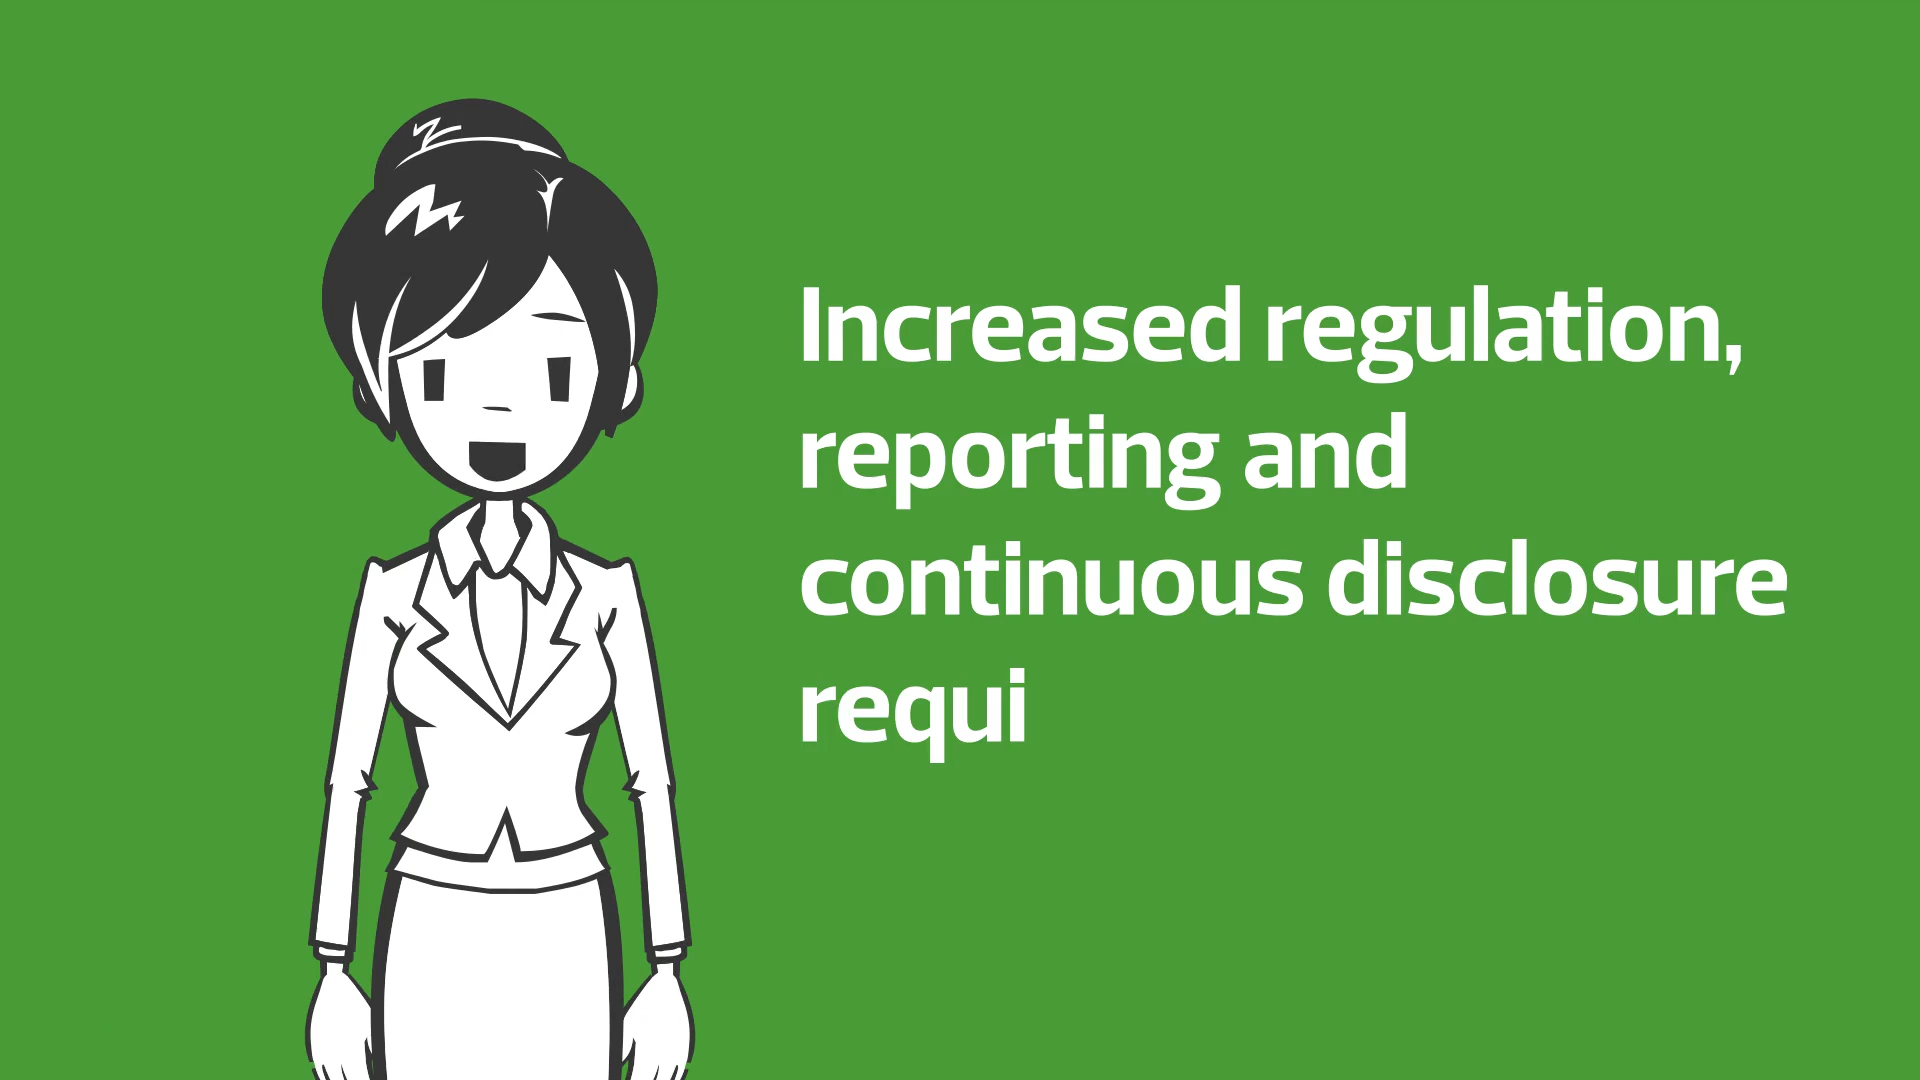 Increased regulation,
reporting and
continuous disclosure
requi